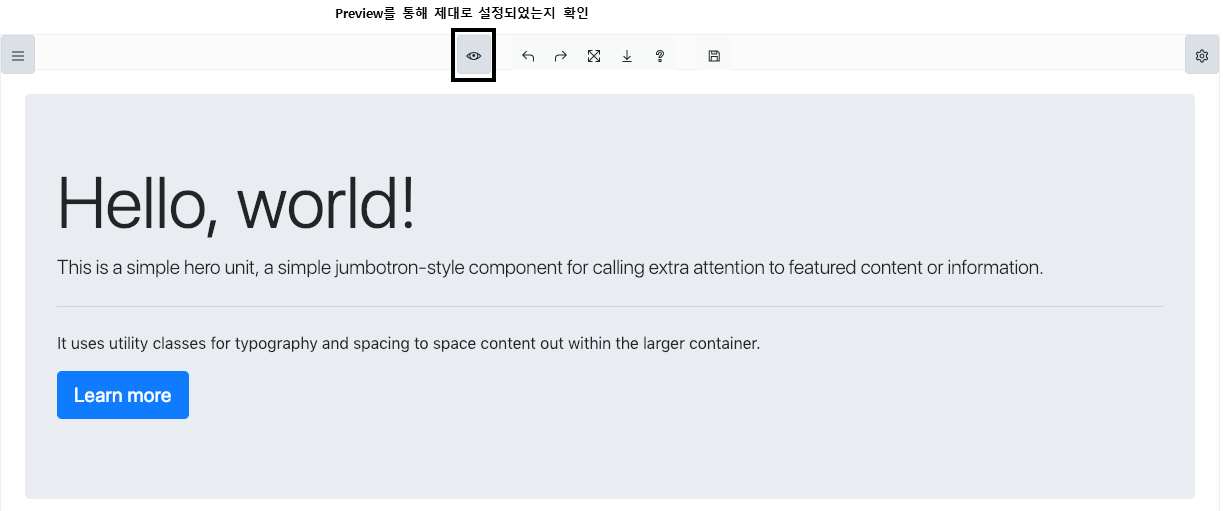 Preview를 통해 제대로 설정되었는지 확인
Hello, world!
This is a simple hero unit, a simple jumbotron-style component for calling extra attention to featured content or information.
It uses utility classes for typography and spacing to space content out within the larger container.
Learn more